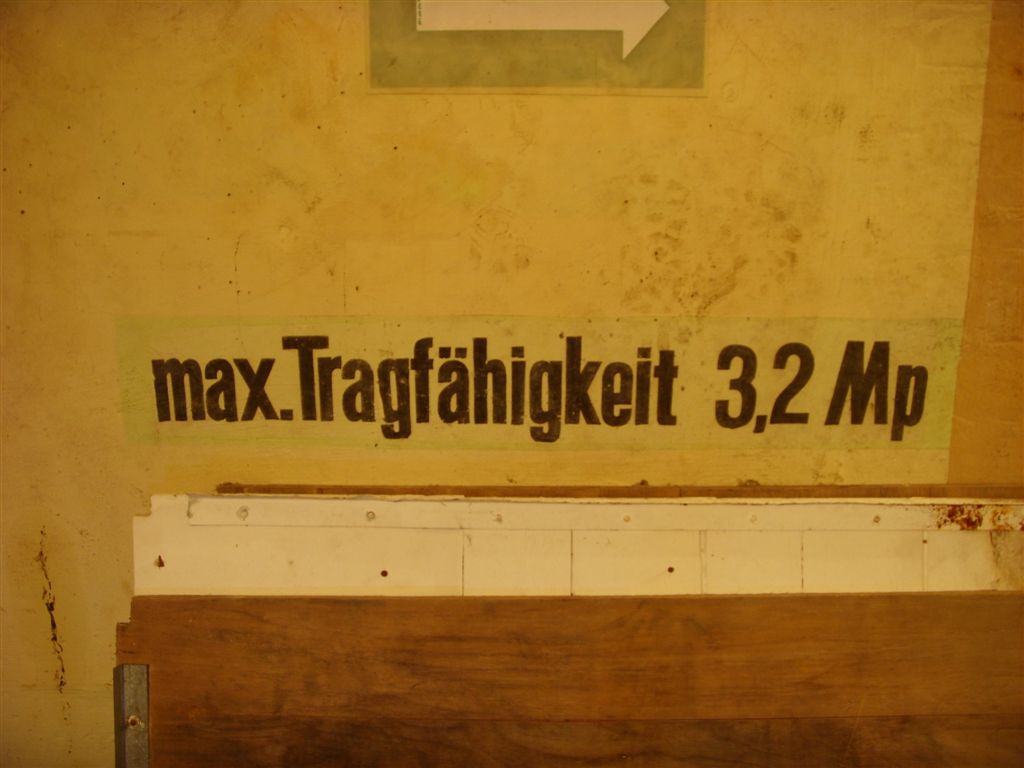 max. Tragfähigkeit 3,2 Mp